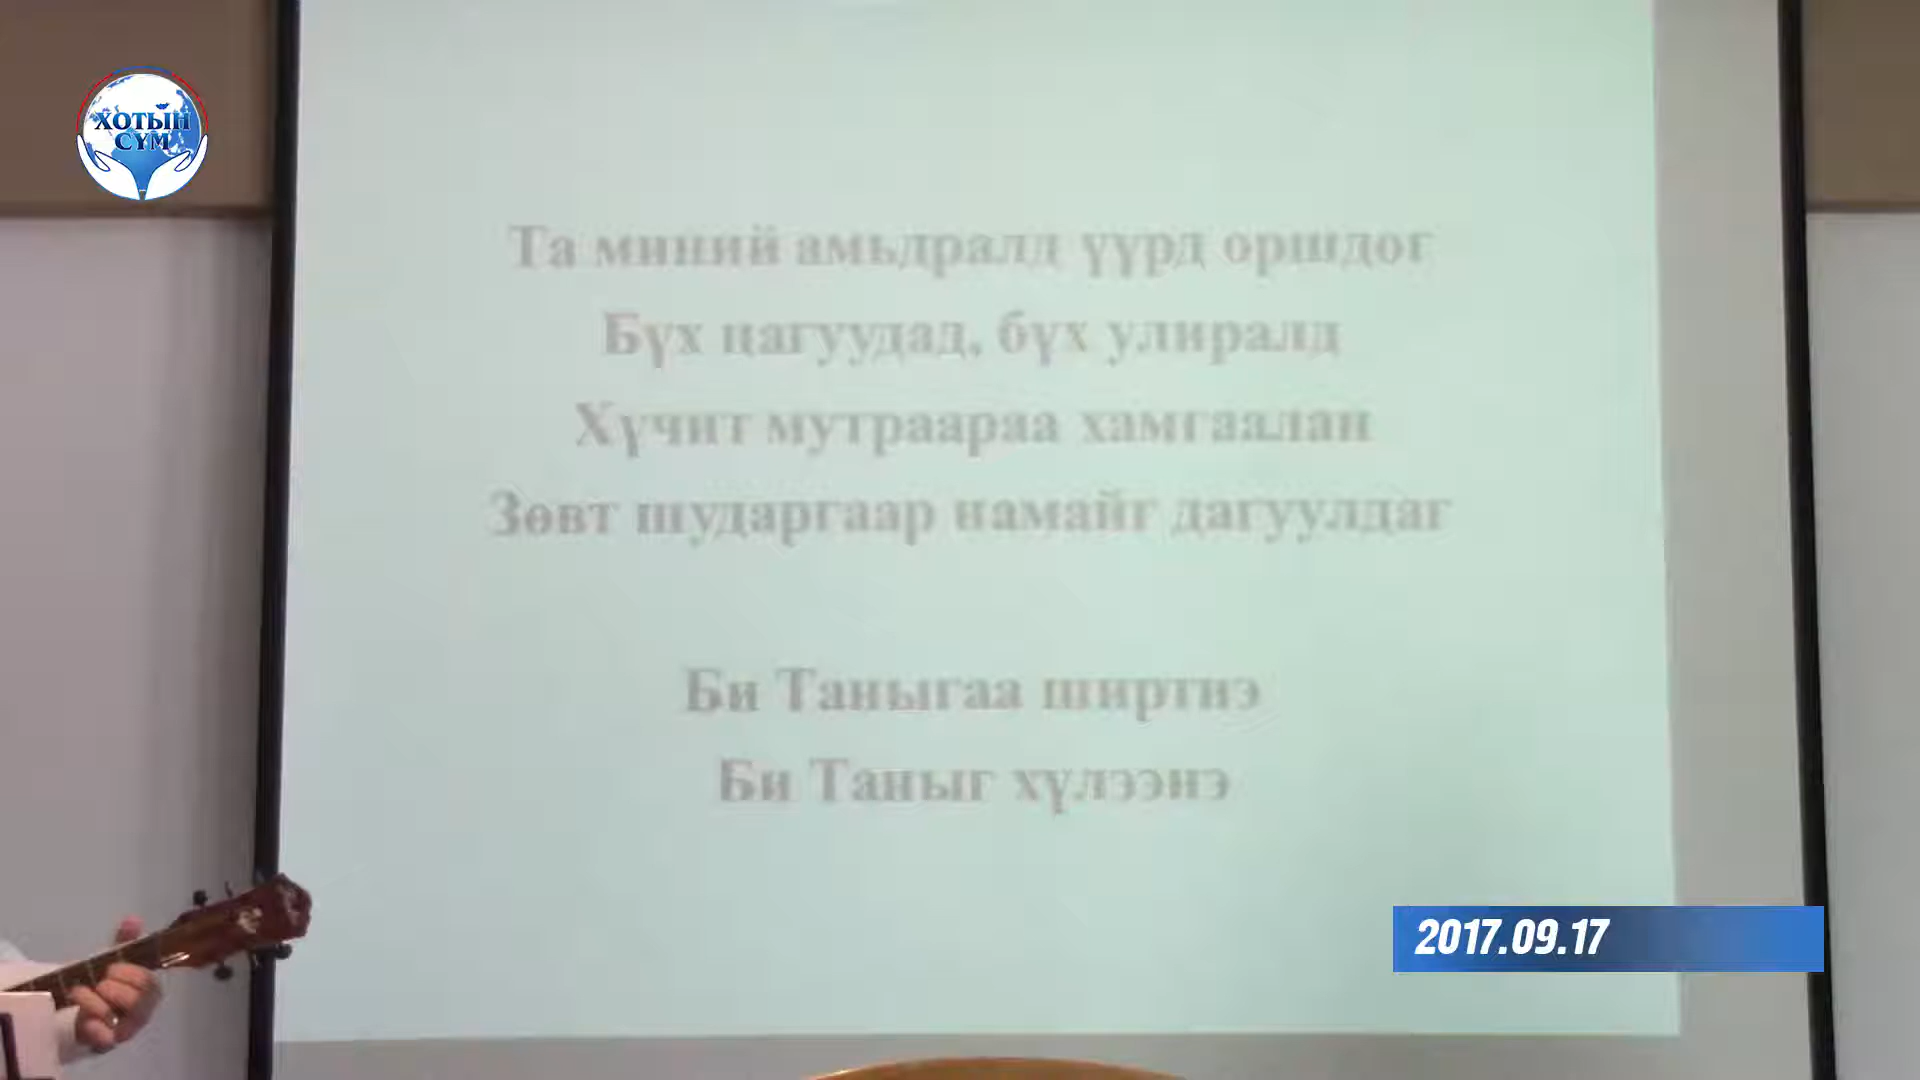 ХОТЫН
СҮМ
Та миний амьдралд үүрд оршдог
Бүх цагуудад, бүх улиралд
Хүчит мутраараа хамгаалан
Зөвт шударгаар намайг дагуулдаг
Би Таныгаа ширтнэ
Би Таныг хүлээнэ
2017.09.17